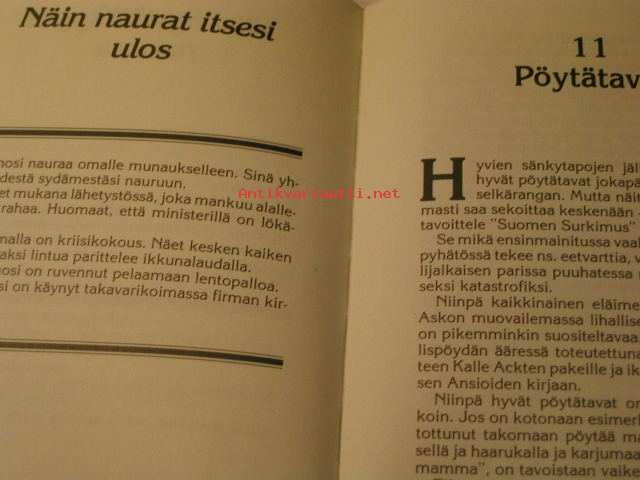 Näin naurat itsesi
ulos
nosi nauraa omalle munaukselleen. Sinä yh-
destä sydämestäsi nauruun.
et mukana lähetystössä, joka mankuu alalle-
rahaa. Huomaat, että ministerillä on lökä-
malla on kriisikokous. Näet kesken kaiken
aksi lintua parittelee ikkunalaudalla.
nosi on ruvennut pelaamaan lentopalloa.
si on käynyt takavarikoimassa firman kir-
Antikvariaatti.net
11
Pöytätav
Hyvien sänkytapojen jäl
hyvät pöytätavat jokapä
selkärangan. Mutta näit
masti saa sekoittaa keskenään
tavoittele "Suomen Surkimus"
Se mikä ensinmainitussa vaal
pyhätössä tekee ns. eetvarttia, v
lijalkaisen parissa puuhatessa
seksi katastrofiksi.
Niinpä kaikkinainen eläime
Askon muovailemassa lihallise
on pikemminkin suositeltavaa.
lispöydän ääressä toteutettuna
teen Kalle Ackten pakeille ja ik
sen Ansioiden kirjaan.
Niinpä hyvät pöytätavat on
koin. Jos on kotonaan esimerl
tottunut takomaan pöytää ma
sellä ja haarukalla ja karjumaa
mamma", on tavoistaan vaike